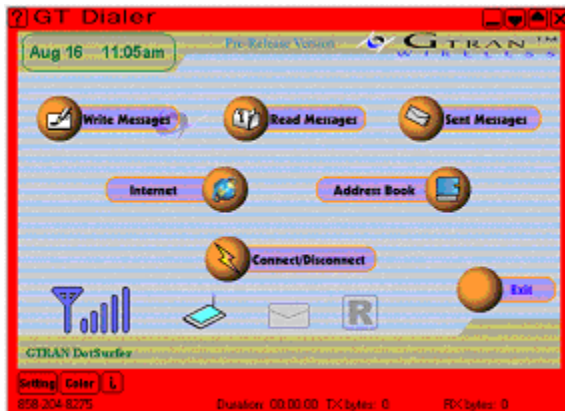 ? GT Dialer
Aug 16 11:05am
Pre-Release Version
GTRAN™
WIRELESS
Write Messages
Read Messages
Sent Messages
Internet
Address Book
Connect/Disconnect
Exit
R
GTRAN DotSurfer
Setting Color i
858-204-8275 Duration: 00:00:00 TX bytes: 0 RX bytes: 0